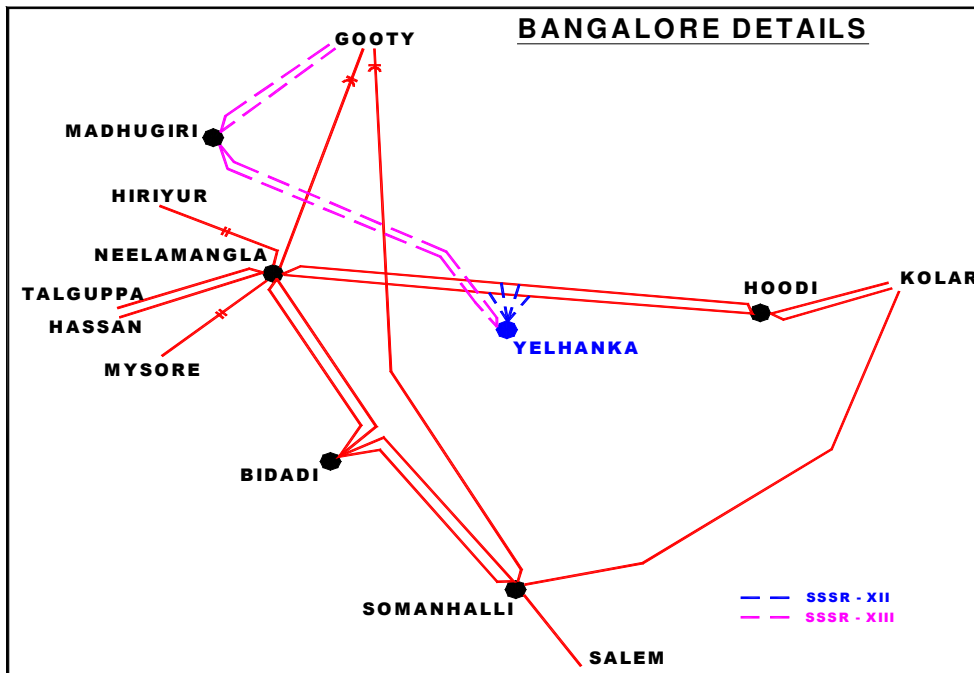 BANGALORE DETAILS
GOOTY
MADHUGIRI
HIRIYUR
NEELAMANGLA
TALGUPPA
HASSAN
MYSORE
HOODI
KOLAR
YELHANKA
BIDADI
SOMANHALLI
SALEM
SSSR - XII
SSSR - XIII